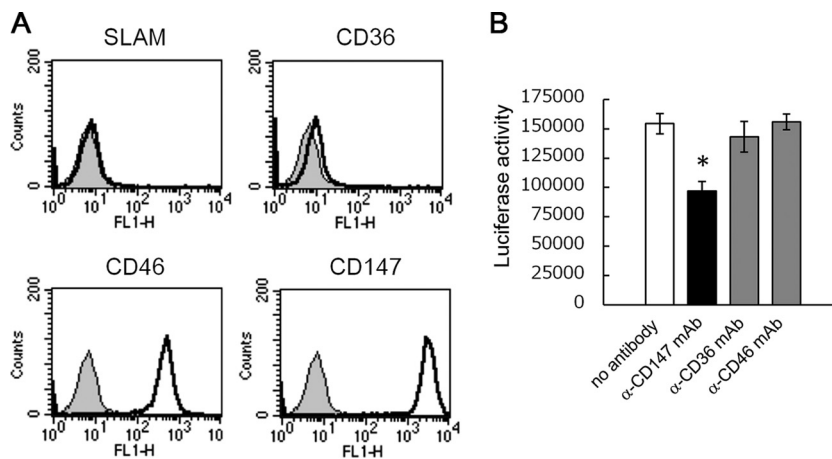 A
SLAM
200
Counts
0
10^0 10^1 10^2 10^3 10^4
FL1-H
CD36
200
Counts
0
10^0 10^1 10^2 10^3 10^4
FL1-H
CD46
200
Counts
0
10^0 10^1 10^2 10^3 10^4
FL1-H
CD147
200
Counts
0
10^0 10^1 10^2 10^3 10^4
FL1-H
B
Luciferase activity
175000
150000
125000
100000
75000
50000
25000
0
*
no antibody
α-CD147 mAb
α-CD36 mAb
α-CD46 mAb